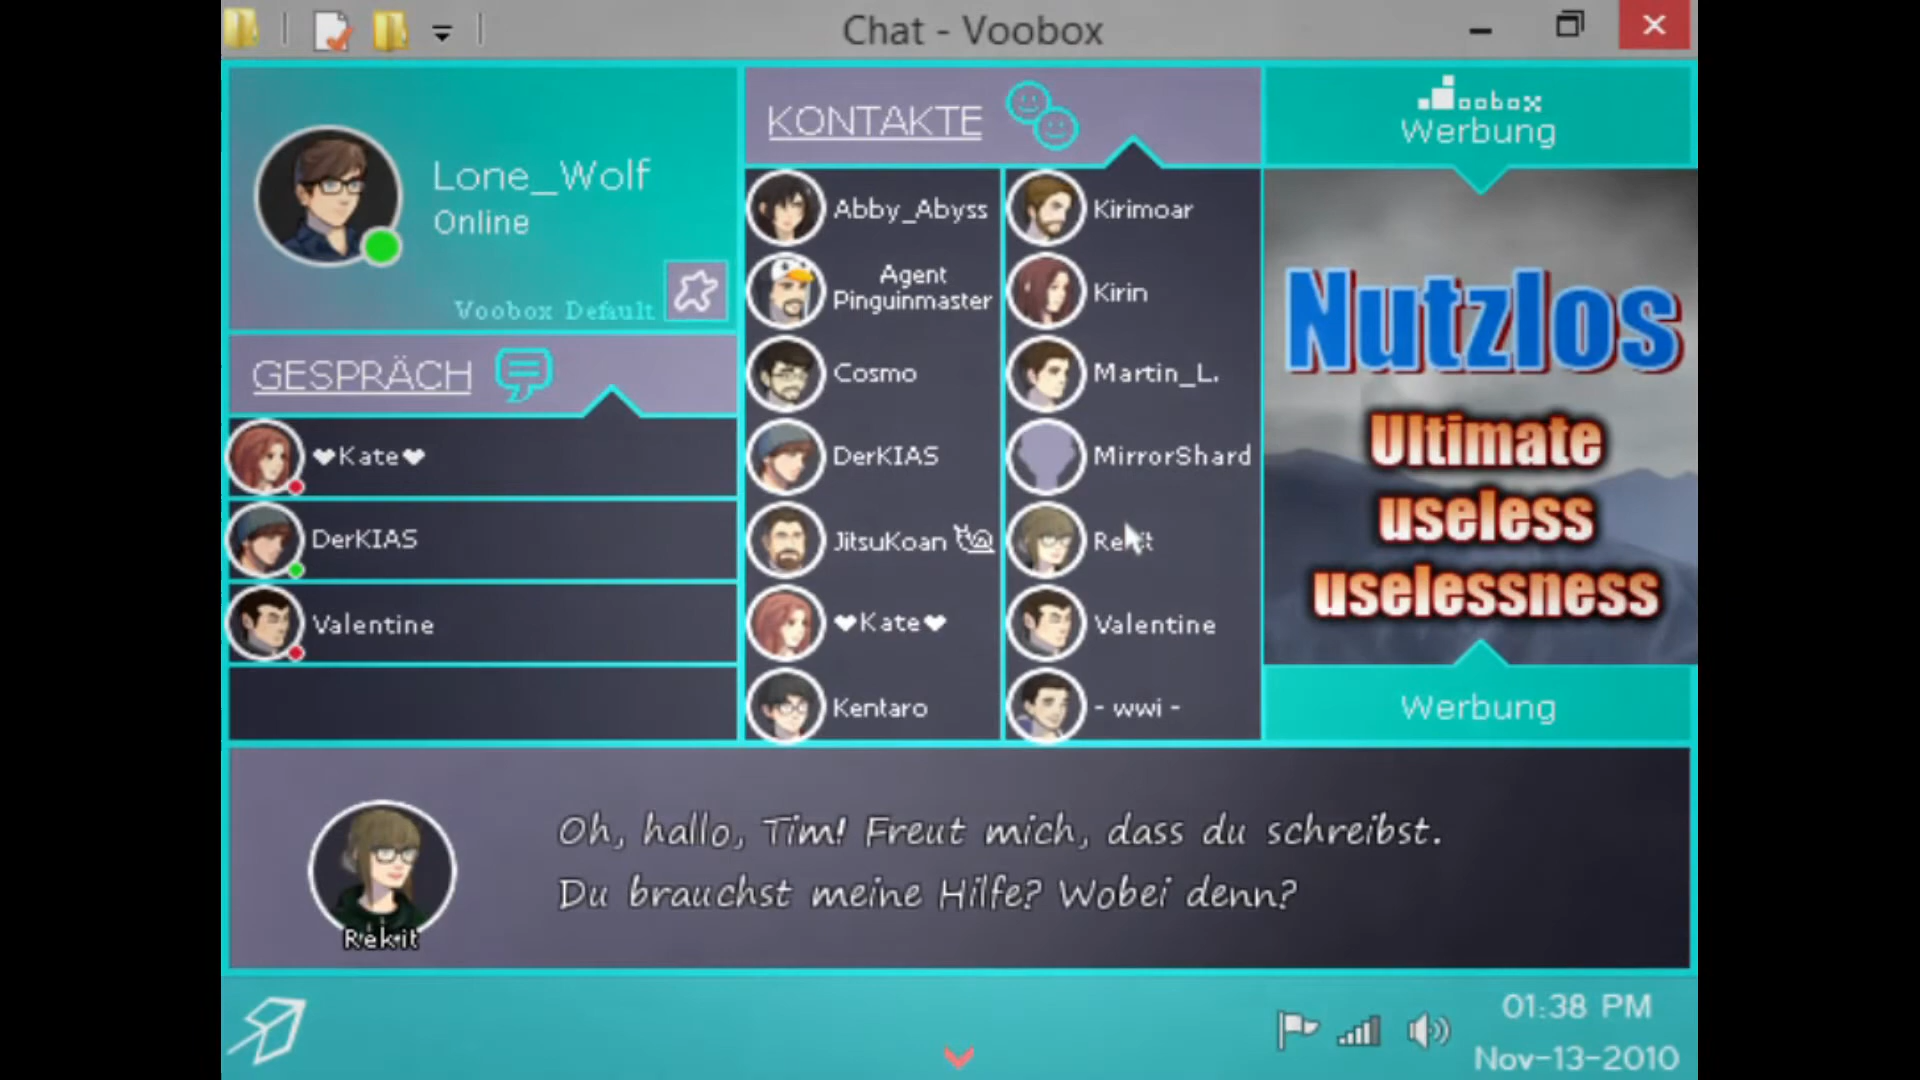 Chat - Voobox
Lone_Wolf
Online
Voobox Default
GESPRÄCH
❤Kate❤
DerKIAS
Valentine
KONTAKTE
Abby_Abyss
Agent
Pinguinmaster
Cosmo
DerKIAS
JitsuKoan
❤Kate❤
Kentaro
Kirimoar
Kirin
Martin_L.
MirrorShard
Rekit
Valentine
- wwi -
Voobox
Werbung
Nutzlos
Ultimate
useless
uselessness
Werbung
Oh, hallo, Tim! Freut mich, dass du schreibst.
Du brauchst meine Hilfe? Wobei denn?
Rekit
01:38 PM
Nov-13-2010